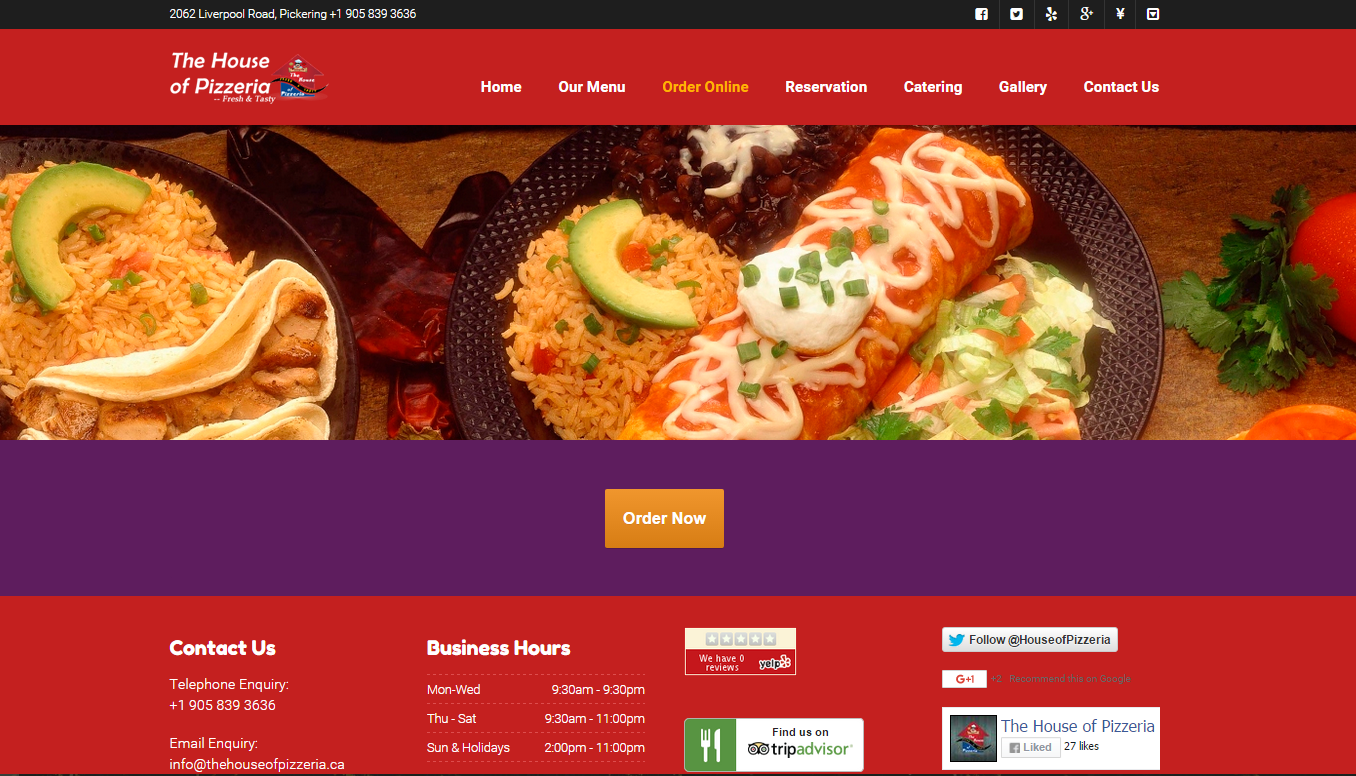 2062 Liverpool Road, Pickering +1 905 839 3636
The House
of Pizzeria
-- Fresh & Tasty
The House
of
Pizzeria
Home
Our Menu
Order Online
Reservation
Catering
Gallery
Contact Us
Order Now
Contact Us
Telephone Enquiry:
+1 905 839 3636
Email Enquiry:
info@thehouseofpizzeria.ca
Business Hours
Mon-Wed 9:30am - 9:30pm
Thu - Sat 9:30am - 11:00pm
Sun & Holidays 2:00pm - 11:00pm
We have 0
reviews
yelp
Find us on
tripadvisor
Follow @HouseofPizzeria
G+1 +2 Recommend this on Google
The House of Pizzeria
Liked 27 likes